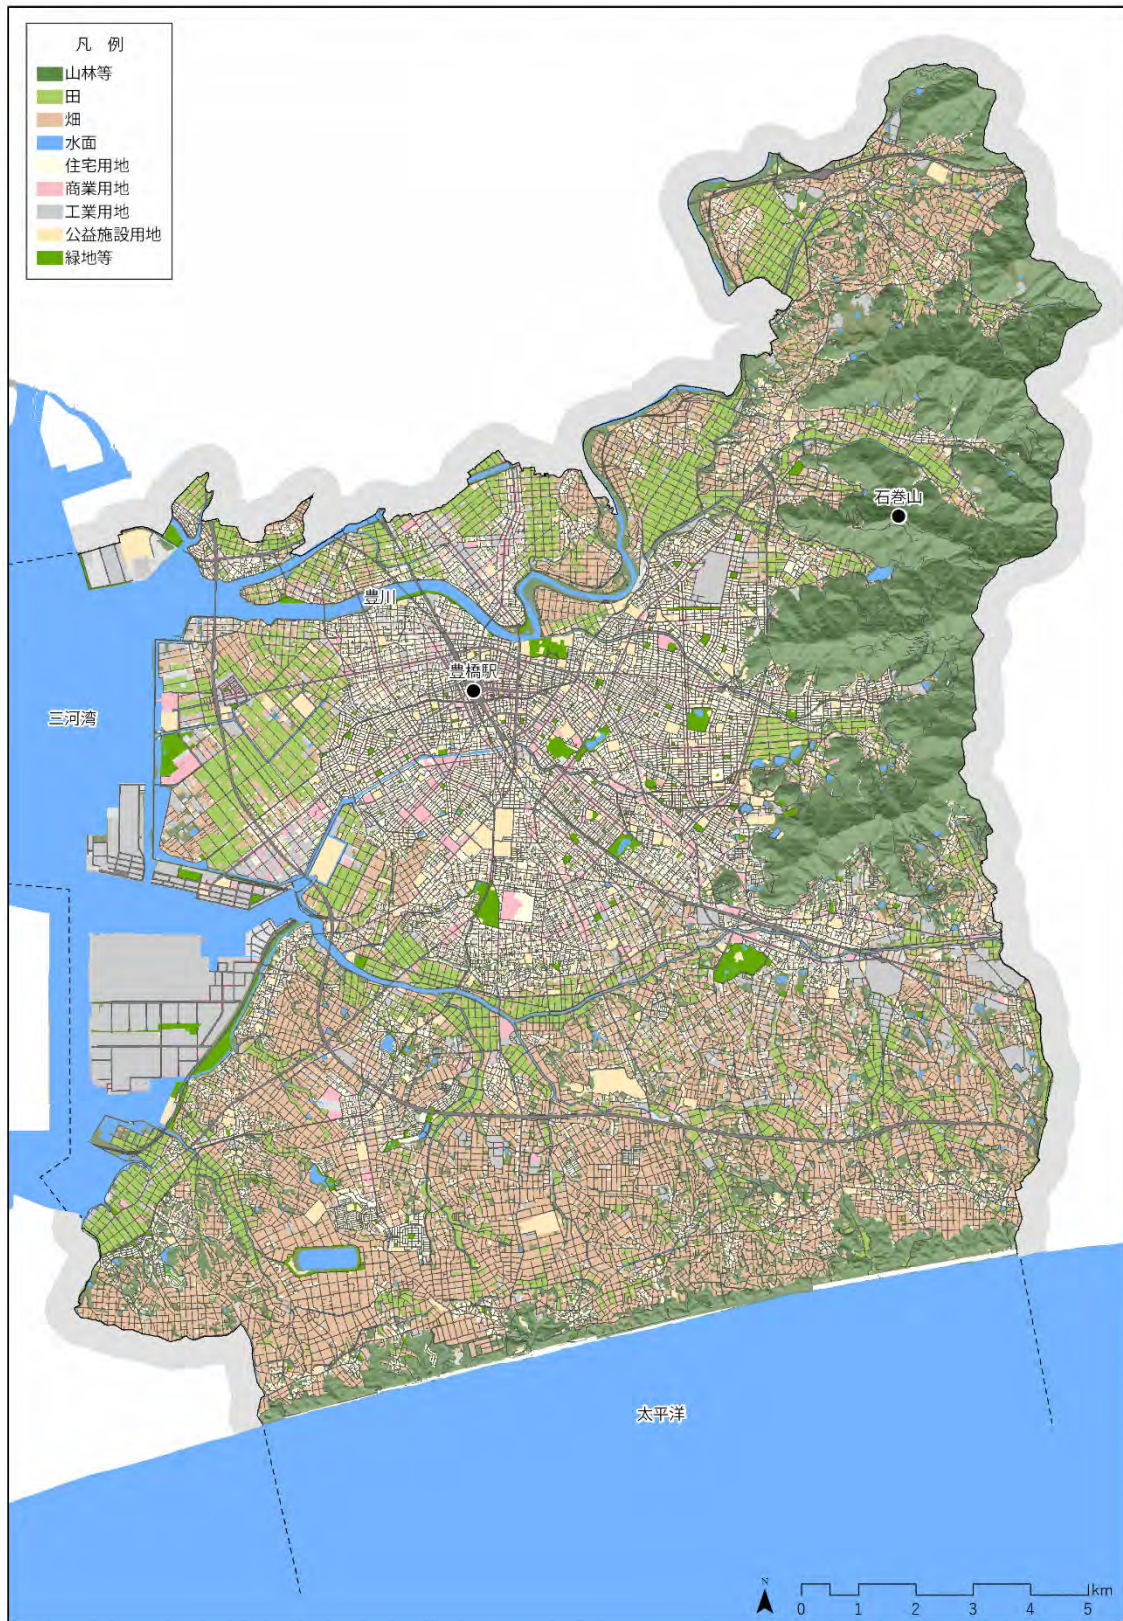 凡 例
山林等
田
畑
水面
住宅用地
商業用地
工業用地
公益施設用地
緑地等
石巻山
豊川
豊橋駅
三河湾
太平洋
N
km
0 1 2 3 4 5